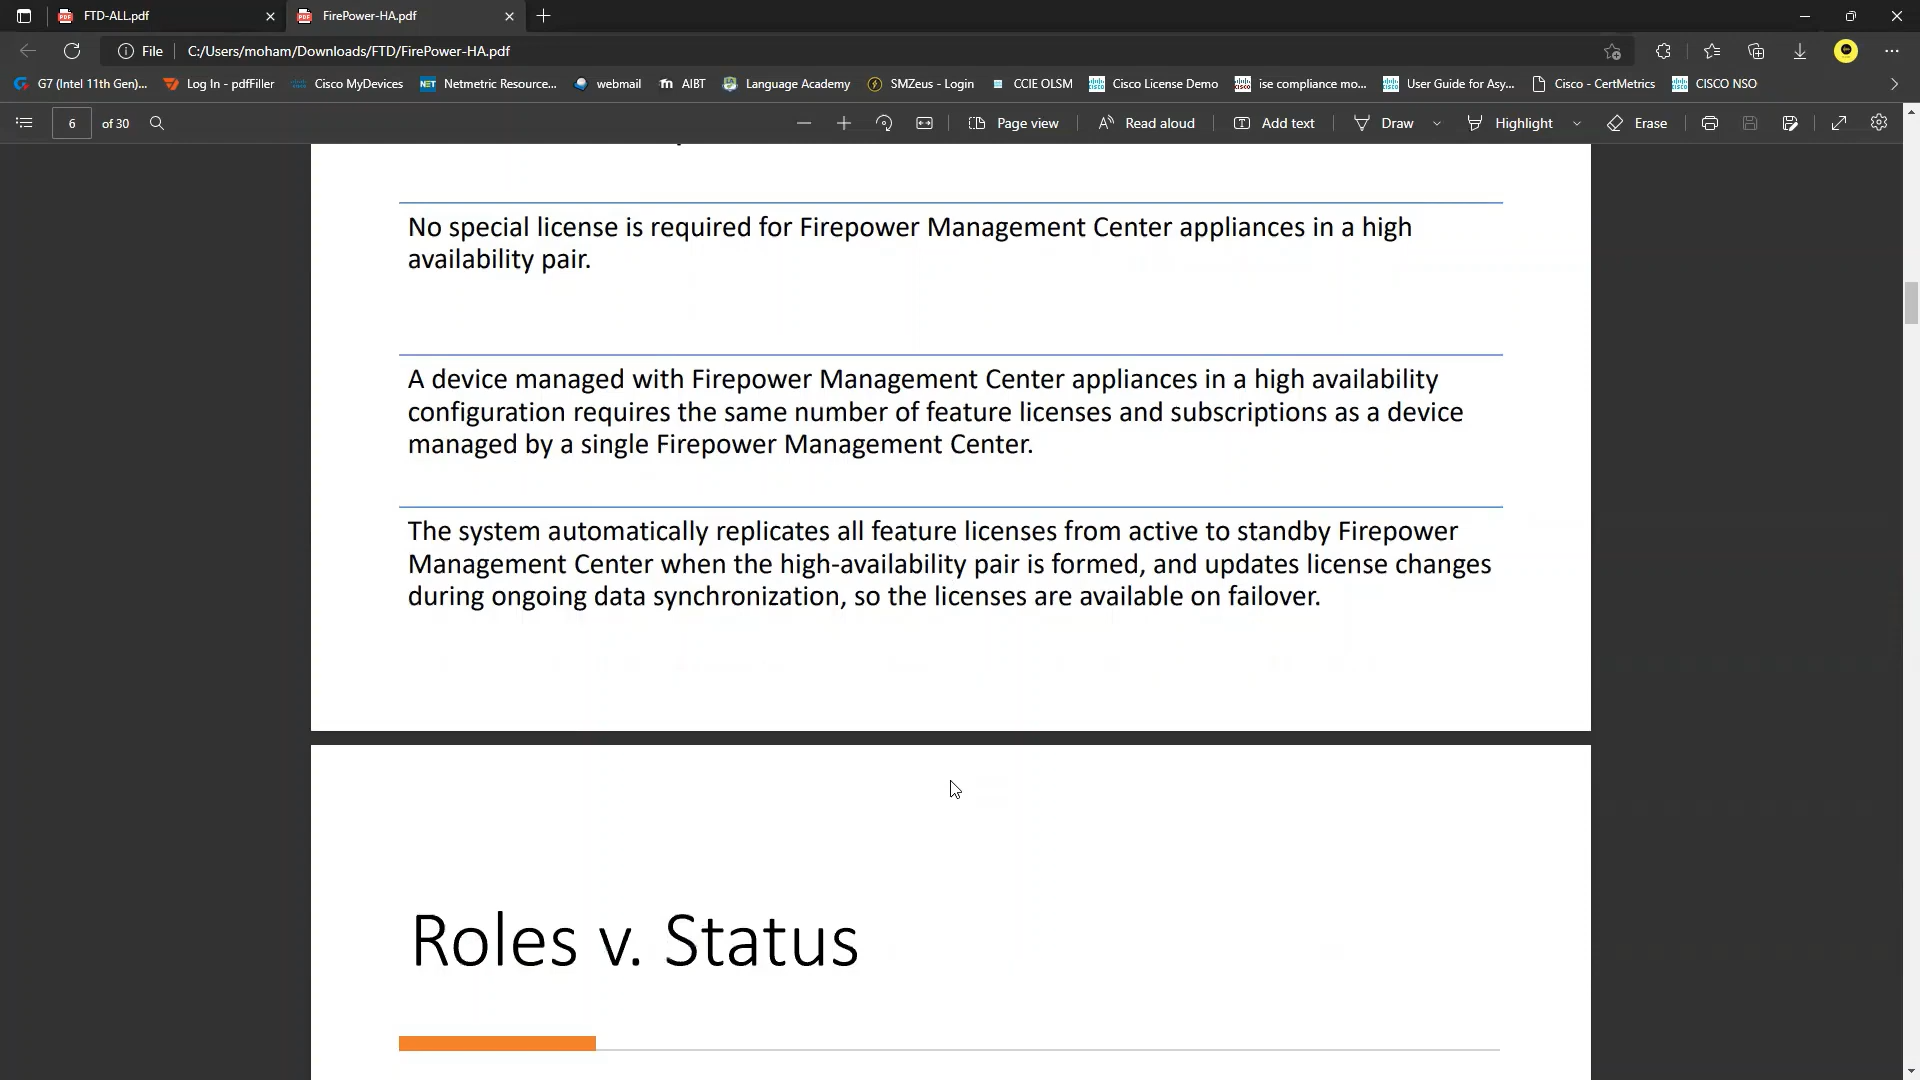 FTD-ALL.pdf
FirePower-HA.pdf
File
C:/Users/moham/Downloads/FTD/FirePower-HA.pdf
G7 (Intel 11th Gen)...
Log In - pdfFiller
Cisco MyDevices
NET
Netmetric Resource...
webmail
AIBT
Language Academy
SMZeus - Login
CCIE OLSM
Cisco License Demo
ise compliance mo...
User Guide for Asy...
Cisco - CertMetrics
CISCO NSO
6
of 30
Page view
Read aloud
Add text
Draw
Highlight
Erase
No special license is required for Firepower Management Center appliances in a high
availability pair.
A device managed with Firepower Management Center appliances in a high availability
configuration requires the same number of feature licenses and subscriptions as a device
managed by a single Firepower Management Center.
The system automatically replicates all feature licenses from active to standby Firepower
Management Center when the high-availability pair is formed, and updates license changes
during ongoing data synchronization, so the licenses are available on failover.
Roles v. Status